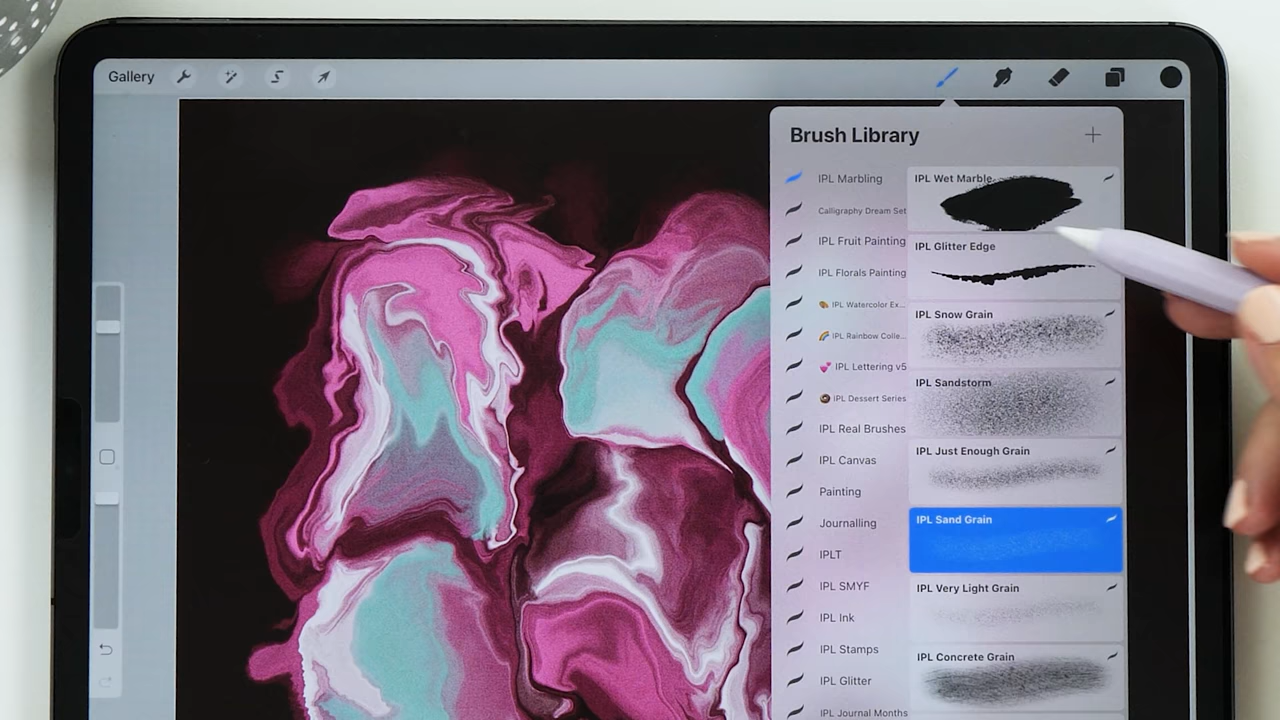 Gallery
Brush Library
IPL Marbling
Calligraphy Dream Set
IPL Fruit Painting
IPL Florals Painting
🎨 IPL Watercolor Ex...
🌈 IPL Rainbow Colle...
💕 IPL Lettering v5
🍩 IPL Dessert Series
IPL Real Brushes
IPL Canvas
Painting
Journalling
IPLT
IPL SMYF
IPL Ink
IPL Stamps
IPL Glitter
IPL Journal Months
IPL Wet Marble
IPL Glitter Edge
IPL Snow Grain
IPL Sandstorm
IPL Just Enough Grain
IPL Sand Grain
IPL Very Light Grain
IPL Concrete Grain